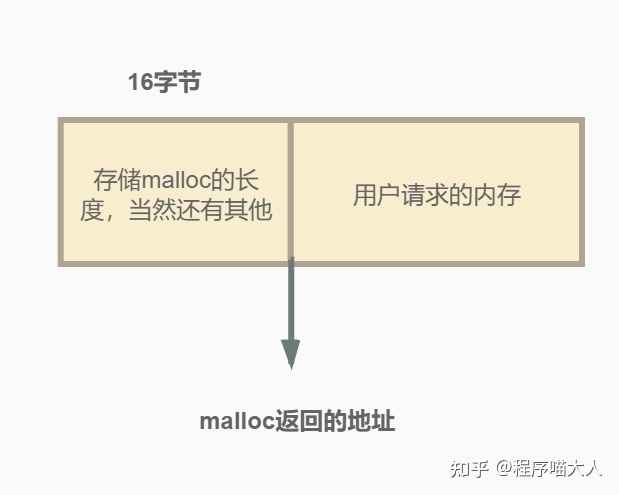 16字节
存储malloc的长
度，当然还有其他
用户请求的内存
malloc返回的地址
知乎 @程序喵大人